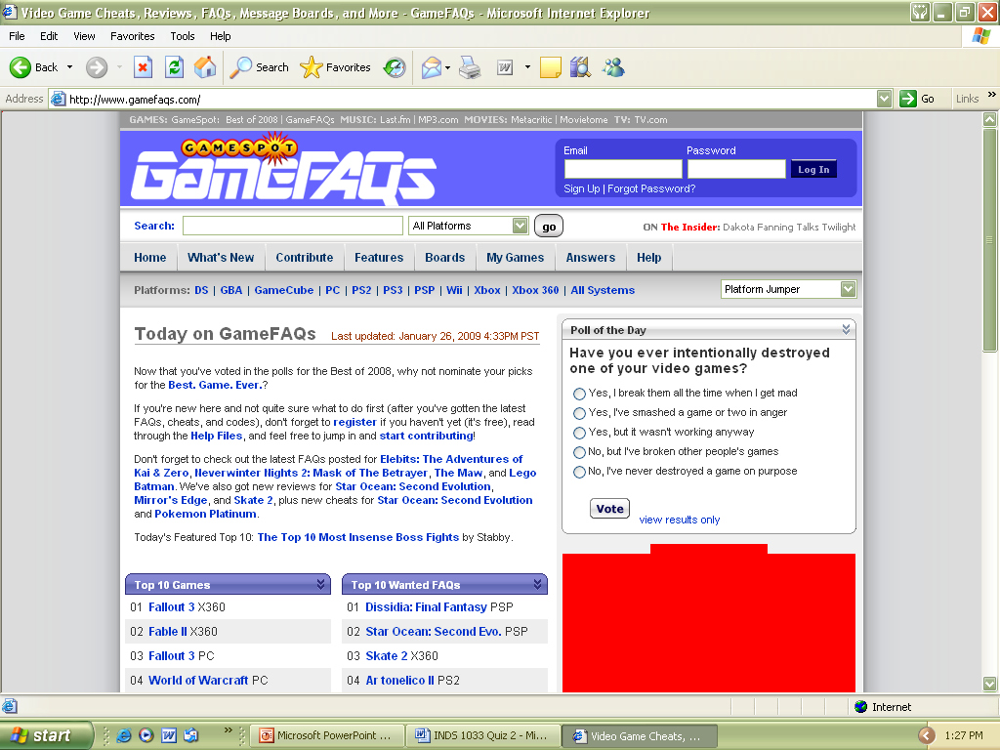 Video Game Cheats, Reviews, FAQs, Message Boards, and More - GameFAQs - Microsoft Internet Explorer
File Edit View Favorites Tools Help
Back Search Favorites
Address http://www.gamefaqs.com/ Go Links »
GAMES: GameSpot: Best of 2008 | GameFAQs MUSIC: Last.fm | MP3.com MOVIES: Metacritic | Movietome TV: TV.com
GAMESPOT
GameFAQs
Email Password
Log In
Sign Up | Forgot Password?
Search: All Platforms go ON The Insider: Dakota Fanning Talks Twilight
Home What's New Contribute Features Boards My Games Answers Help
Platforms: DS | GBA | GameCube | PC | PS2 | PS3 | PSP | Wii | Xbox | Xbox 360 | All Systems Platform Jumper
Today on GameFAQs Last updated: January 26, 2009 4:33PM PST
Now that you've voted in the polls for the Best of 2008, why not nominate your picks
for the Best. Game. Ever.?
If you're new here and not quite sure what to do first (after you've gotten the latest
FAQs, cheats, and codes), don't forget to register if you haven't yet (it's free), read
through the Help Files, and feel free to jump in and start contributing!
Don't forget to check out the latest FAQs posted for Elebits: The Adventures of
Kai & Zero, Neverwinter Nights 2: Mask of The Betrayer, The Maw, and Lego
Batman. We've also got new reviews for Star Ocean: Second Evolution,
Mirror's Edge, and Skate 2, plus new cheats for Star Ocean: Second Evolution
and Pokemon Platinum.
Today's Featured Top 10: The Top 10 Most Insense Boss Fights by Stabby.
Poll of the Day
Have you ever intentionally destroyed
one of your video games?
Yes, I break them all the time when I get mad
Yes, I've smashed a game or two in anger
Yes, but it wasn't working anyway
No, but I've broken other people's games
No, I've never destroyed a game on purpose
Vote view results only
Top 10 Games
01 Fallout 3 X360
02 Fable II X360
03 Fallout 3 PC
04 World of Warcraft PC
Top 10 Wanted FAQs
01 Dissidia: Final Fantasy PSP
02 Star Ocean: Second Evo. PSP
03 Skate 2 X360
04 Ar tonelico II PS2
Internet
start » Microsoft PowerPoint ... INDS 1033 Quiz 2 - Mi... Video Game Cheats, ... 1:27 PM